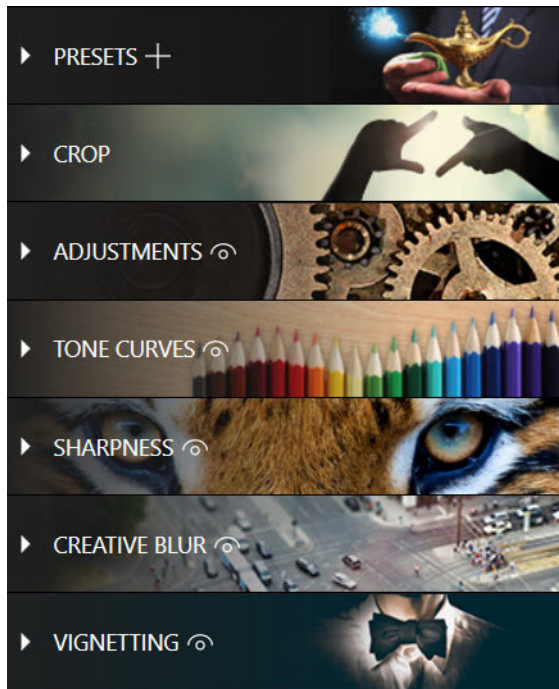 PRESETS
CROP
ADJUSTMENTS
TONE CURVES
SHARPNESS
CREATIVE BLUR
VIGNETTING